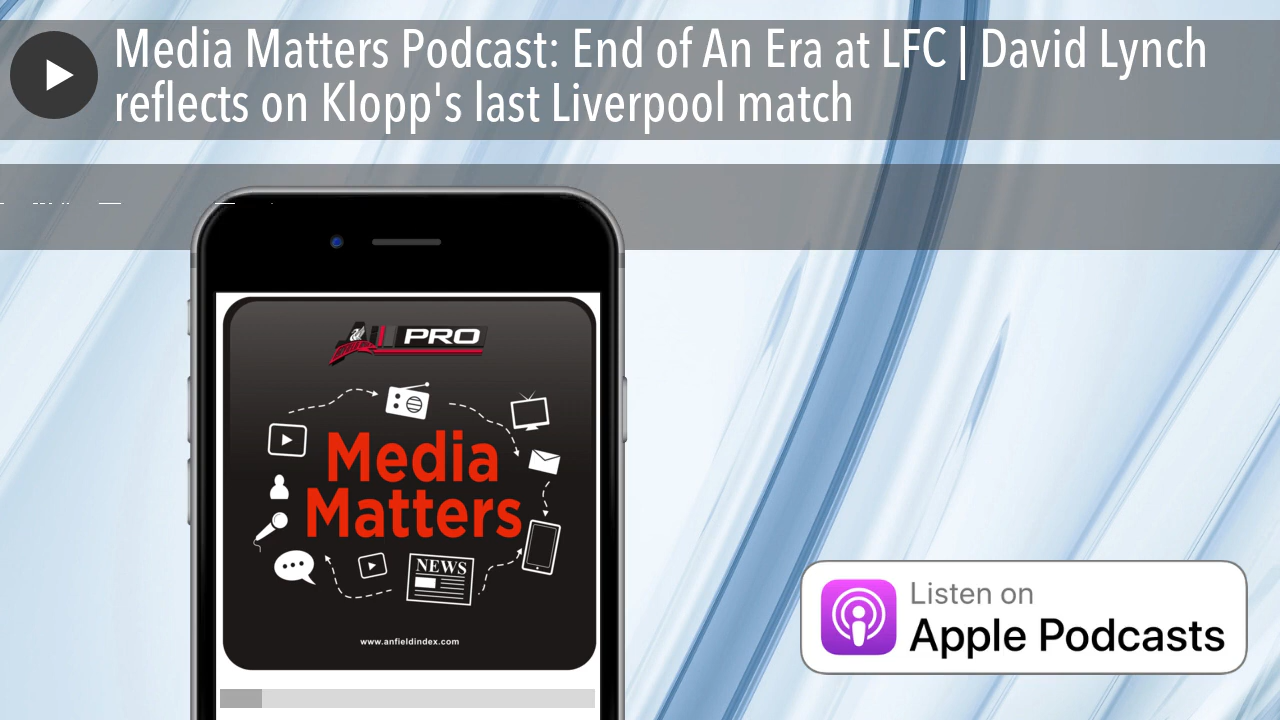 Media Matters Podcast: End of An Era at LFC | David Lynch
reflects on Klopp's last Liverpool match
PRO
Media
Matters
NEWS
www.anfieldindex.com
Listen on
Apple Podcasts